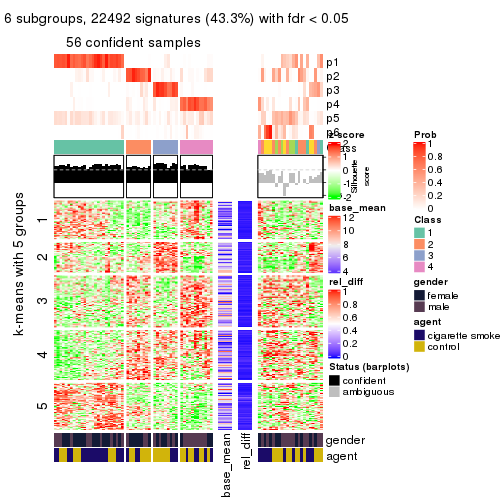 6 subgroups, 22492 signatures (43.3%) with fdr < 0.05
56 confident samples
p1
p2
p3
p4
p5
p6
Class
Silhouette
score
k-means with 5 groups
1
2
3
4
5
gender
agent
base_mean
rel_diff
z-score
2
1
0
-1
-2
base_mean
12
10
8
6
4
rel_diff
1
0.8
0.6
0.4
0.2
0
Status (barplots)
confident
ambiguous
Prob
1
0.8
0.6
0.4
0.2
0
Class
1
2
3
4
gender
female
male
agent
cigarette smoke
control